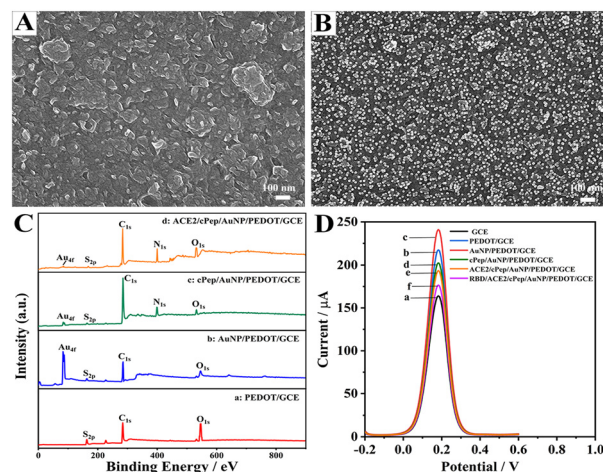 A
100 nm
B
100 nm
C
Intensity (a.u.)
Binding Energy / eV
0 200 400 600 800
d: ACE2/cPep/AuNP/PEDOT/GCE
Au4f
S2p
C1s
N1s
O1s
c: cPep/AuNP/PEDOT/GCE
Au4f
S2p
C1s
N1s
O1s
b: AuNP/PEDOT/GCE
Au4f
S2p
C1s
O1s
a: PEDOT/GCE
S2p
C1s
O1s
D
Current / μA
250
200
150
100
50
0
c
b
d
e
f
a
GCE
PEDOT/GCE
AuNP/PEDOT/GCE
cPep/AuNP/PEDOT/GCE
ACE2/cPep/AuNP/PEDOT/GCE
RBD/ACE2/cPep/AuNP/PEDOT/GCE
-0.2 0.0 0.2 0.4 0.6 0.8 1.0
Potential / V